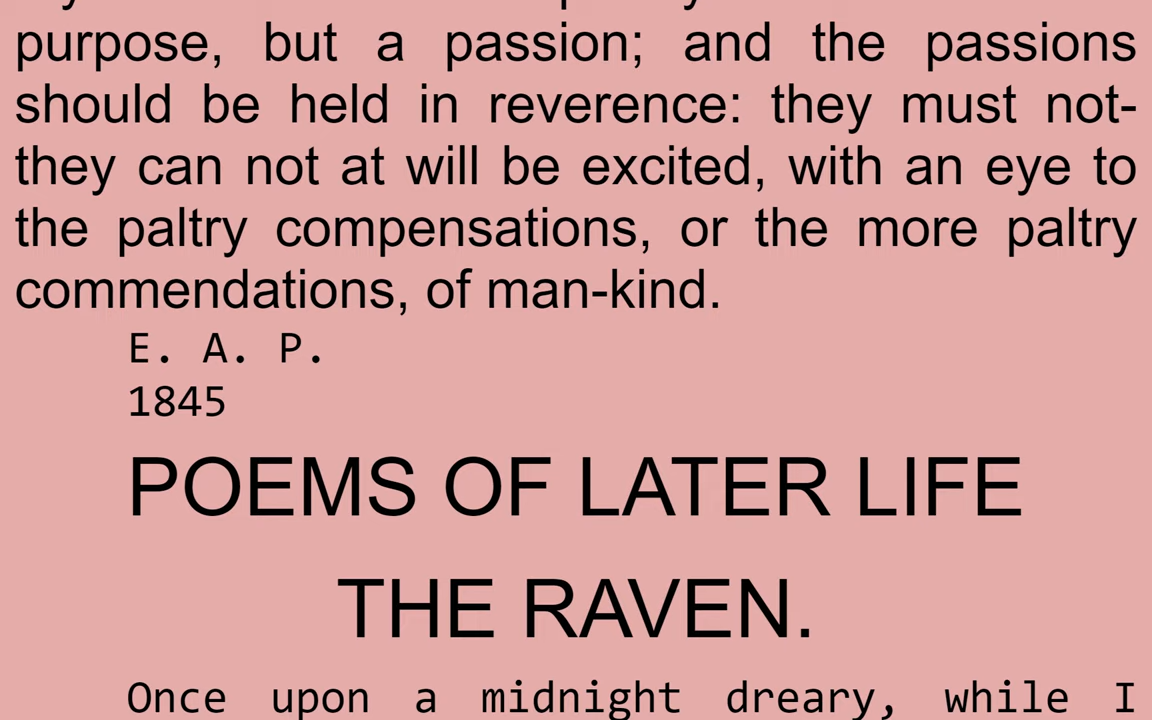 purpose, but a passion; and the passions
should be held in reverence: they must not-
they can not at will be excited, with an eye to
the paltry compensations, or the more paltry
commendations, of man-kind.
E. A. P.
1845
POEMS OF LATER LIFE
THE RAVEN.
Once upon a midnight dreary, while I